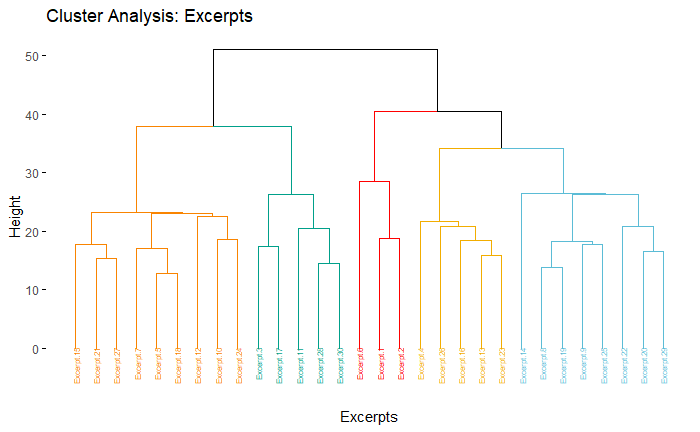 Cluster Analysis: Excerpts
50
40
30
20
10
0
Height
Excerpt.15
Excerpt.21
Excerpt.27
Excerpt.7
Excerpt.5
Excerpt.18
Excerpt.12
Excerpt.10
Excerpt.24
Excerpt.3
Excerpt.17
Excerpt.11
Excerpt.28
Excerpt.30
Excerpt.6
Excerpt.1
Excerpt.2
Excerpt.4
Excerpt.26
Excerpt.16
Excerpt.13
Excerpt.23
Excerpt.14
Excerpt.8
Excerpt.19
Excerpt.9
Excerpt.25
Excerpt.22
Excerpt.20
Excerpt.29
Excerpts